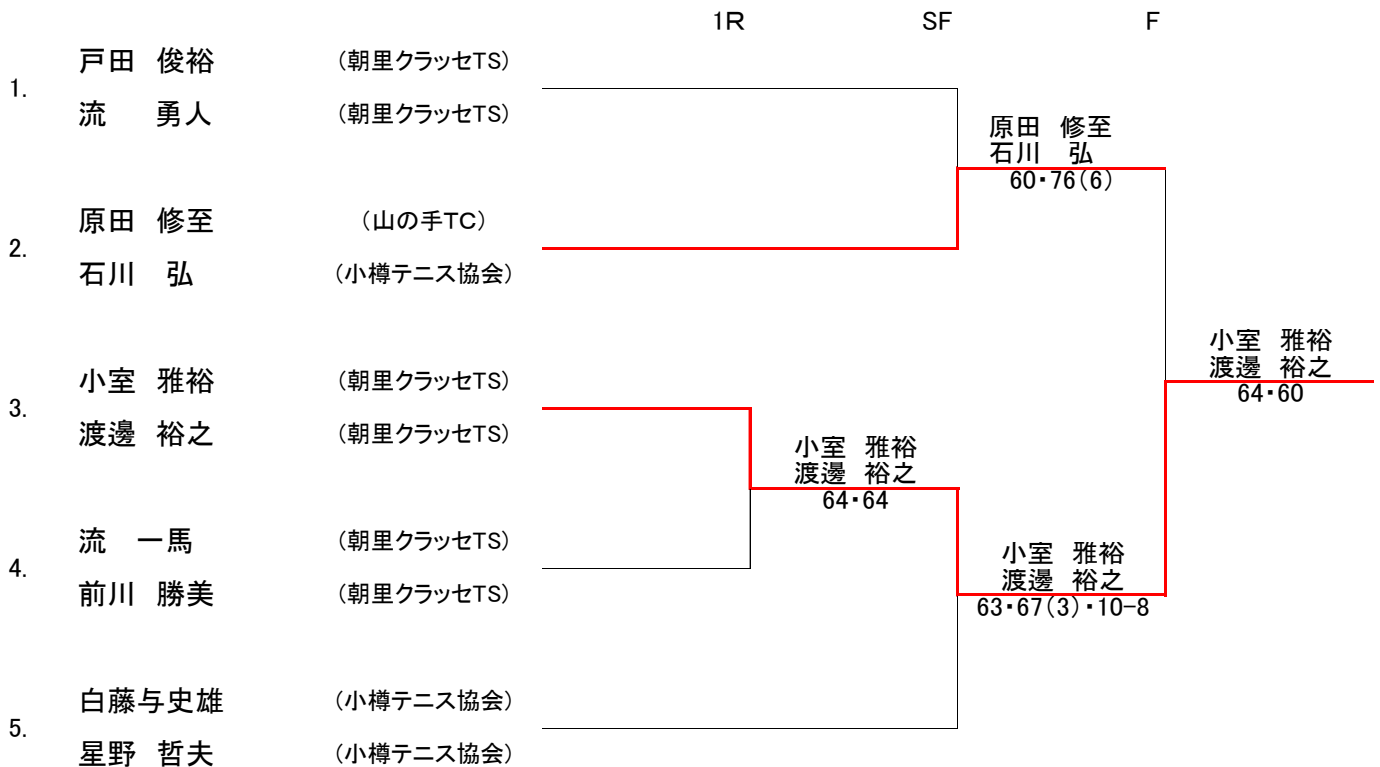 1R SF F
戸田 俊裕 (朝里クラッセTS)
1.
流 勇人 (朝里クラッセTS)
原田 修至
石川 弘
60・76(6)
原田 修至 (山の手TC)
2.
石川 弘 (小樽テニス協会)
小室 雅裕
渡邊 裕之
64・60
小室 雅裕 (朝里クラッセTS)
3.
渡邊 裕之 (朝里クラッセTS)
小室 雅裕
渡邊 裕之
64・64
流 一馬 (朝里クラッセTS)
4.
前川 勝美 (朝里クラッセTS)
小室 雅裕
渡邊 裕之
63・67(3)・10-8
白藤与史雄 (小樽テニス協会)
5.
星野 哲夫 (小樽テニス協会)